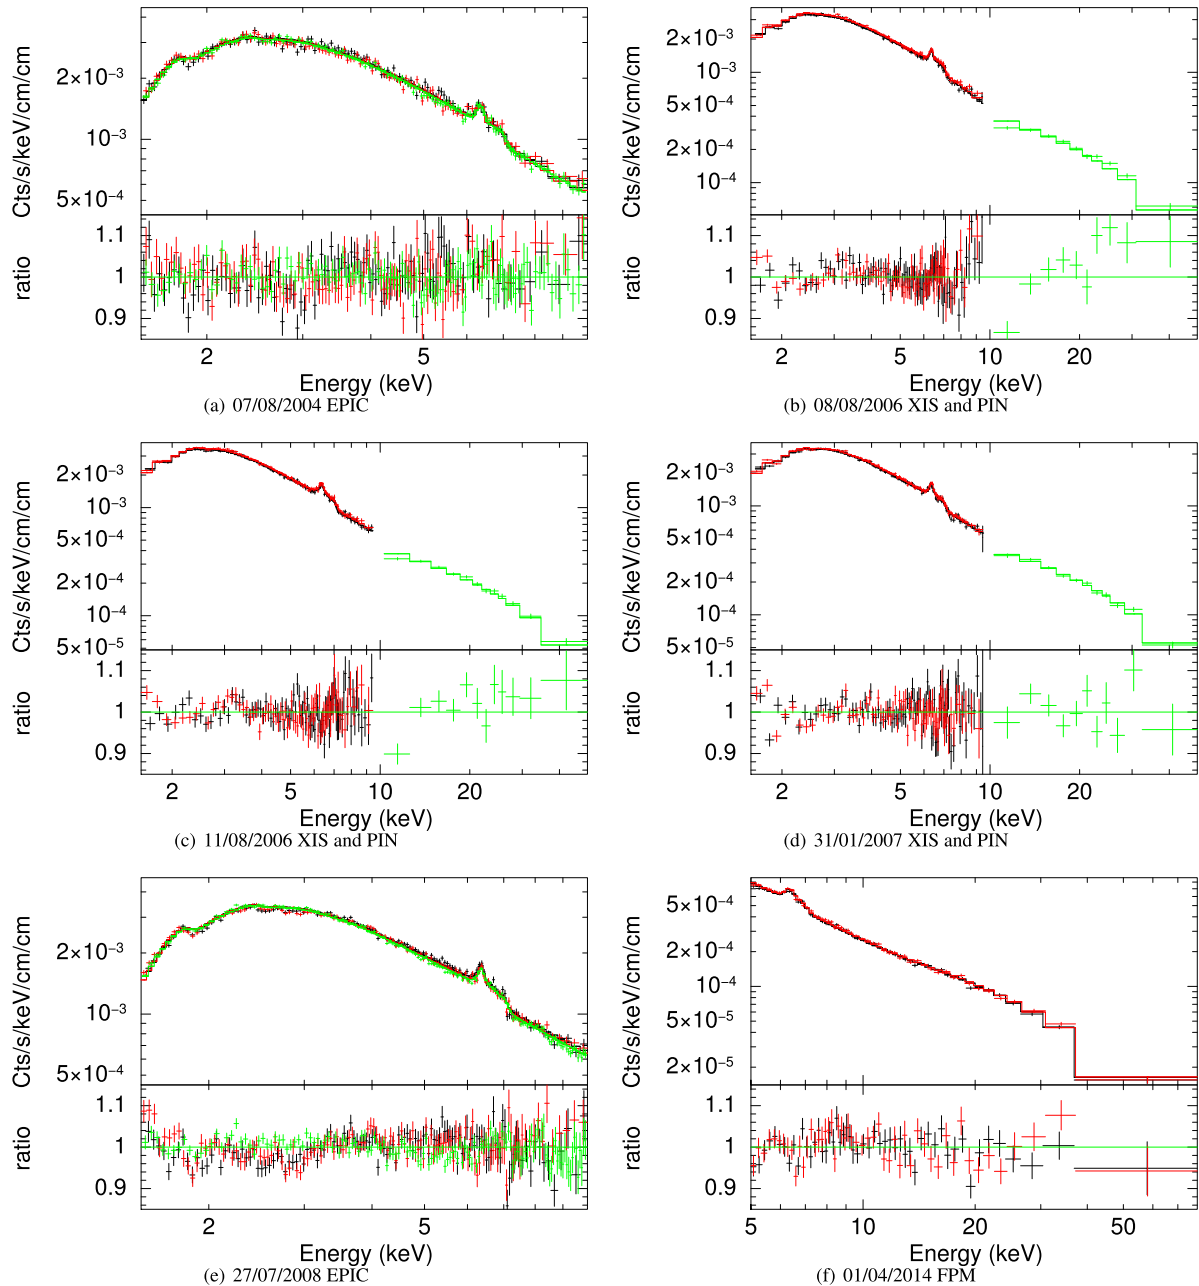 Cts/s/keV/cm/cm
2×10⁻³
10⁻³
5×10⁻⁴
ratio
1.1
1
0.9
2
5
Energy (keV)
(a) 07/08/2004 EPIC
Cts/s/keV/cm/cm
2×10⁻³
10⁻³
5×10⁻⁴
2×10⁻⁴
10⁻⁴
ratio
1.1
1
0.9
2
5
10
20
Energy (keV)
(b) 08/08/2006 XIS and PIN
Cts/s/keV/cm/cm
2×10⁻³
10⁻³
5×10⁻⁴
2×10⁻⁴
10⁻⁴
5×10⁻⁵
ratio
1.1
1
0.9
2
5
10
20
Energy (keV)
(c) 11/08/2006 XIS and PIN
Cts/s/keV/cm/cm
2×10⁻³
10⁻³
5×10⁻⁴
2×10⁻⁴
10⁻⁴
5×10⁻⁵
ratio
1.1
1
0.9
2
5
10
20
Energy (keV)
(d) 31/01/2007 XIS and PIN
Cts/s/keV/cm/cm
2×10⁻³
10⁻³
5×10⁻⁴
ratio
1.1
1
0.9
2
5
Energy (keV)
(e) 27/07/2008 EPIC
Cts/s/keV/cm/cm
5×10⁻⁴
2×10⁻⁴
10⁻⁴
5×10⁻⁵
2×10⁻⁵
ratio
1.1
1
0.9
5
10
20
50
Energy (keV)
(f) 01/04/2014 FPM